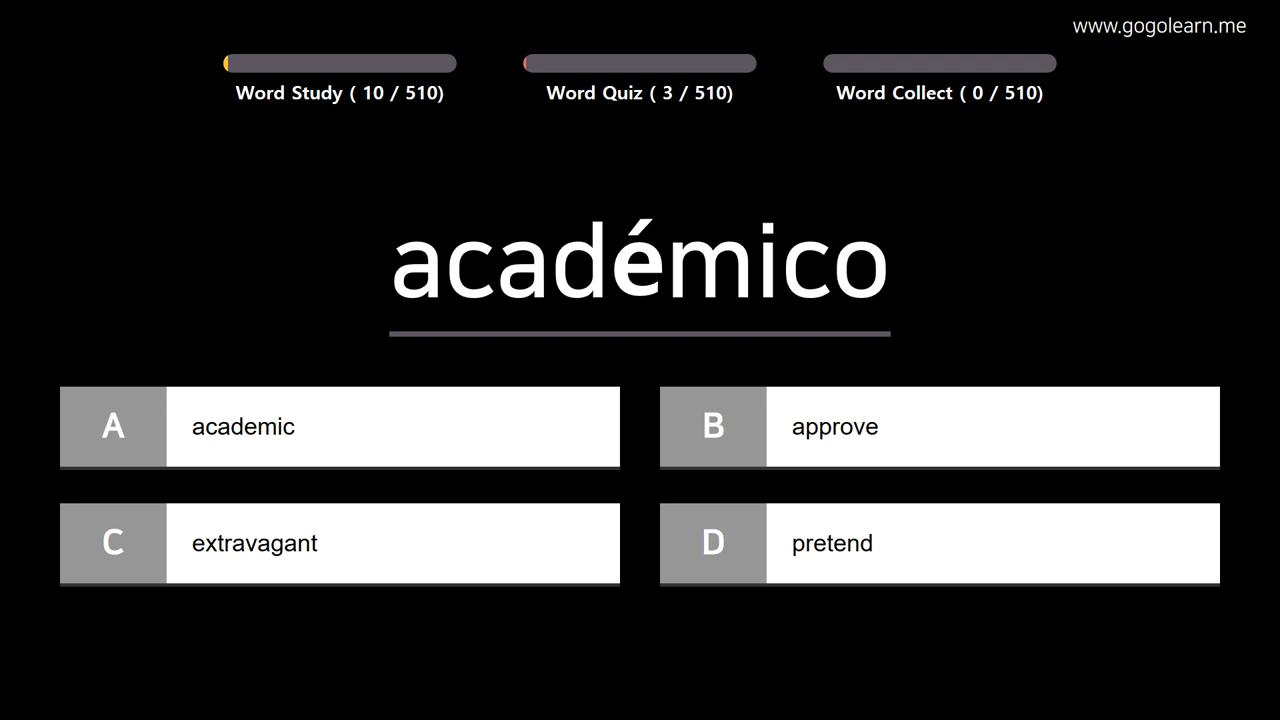 www.gogolearn.me
Word Study ( 10 / 510)
Word Quiz ( 3 / 510)
Word Collect ( 0 / 510)
académico
A academic
B approve
C extravagant
D pretend